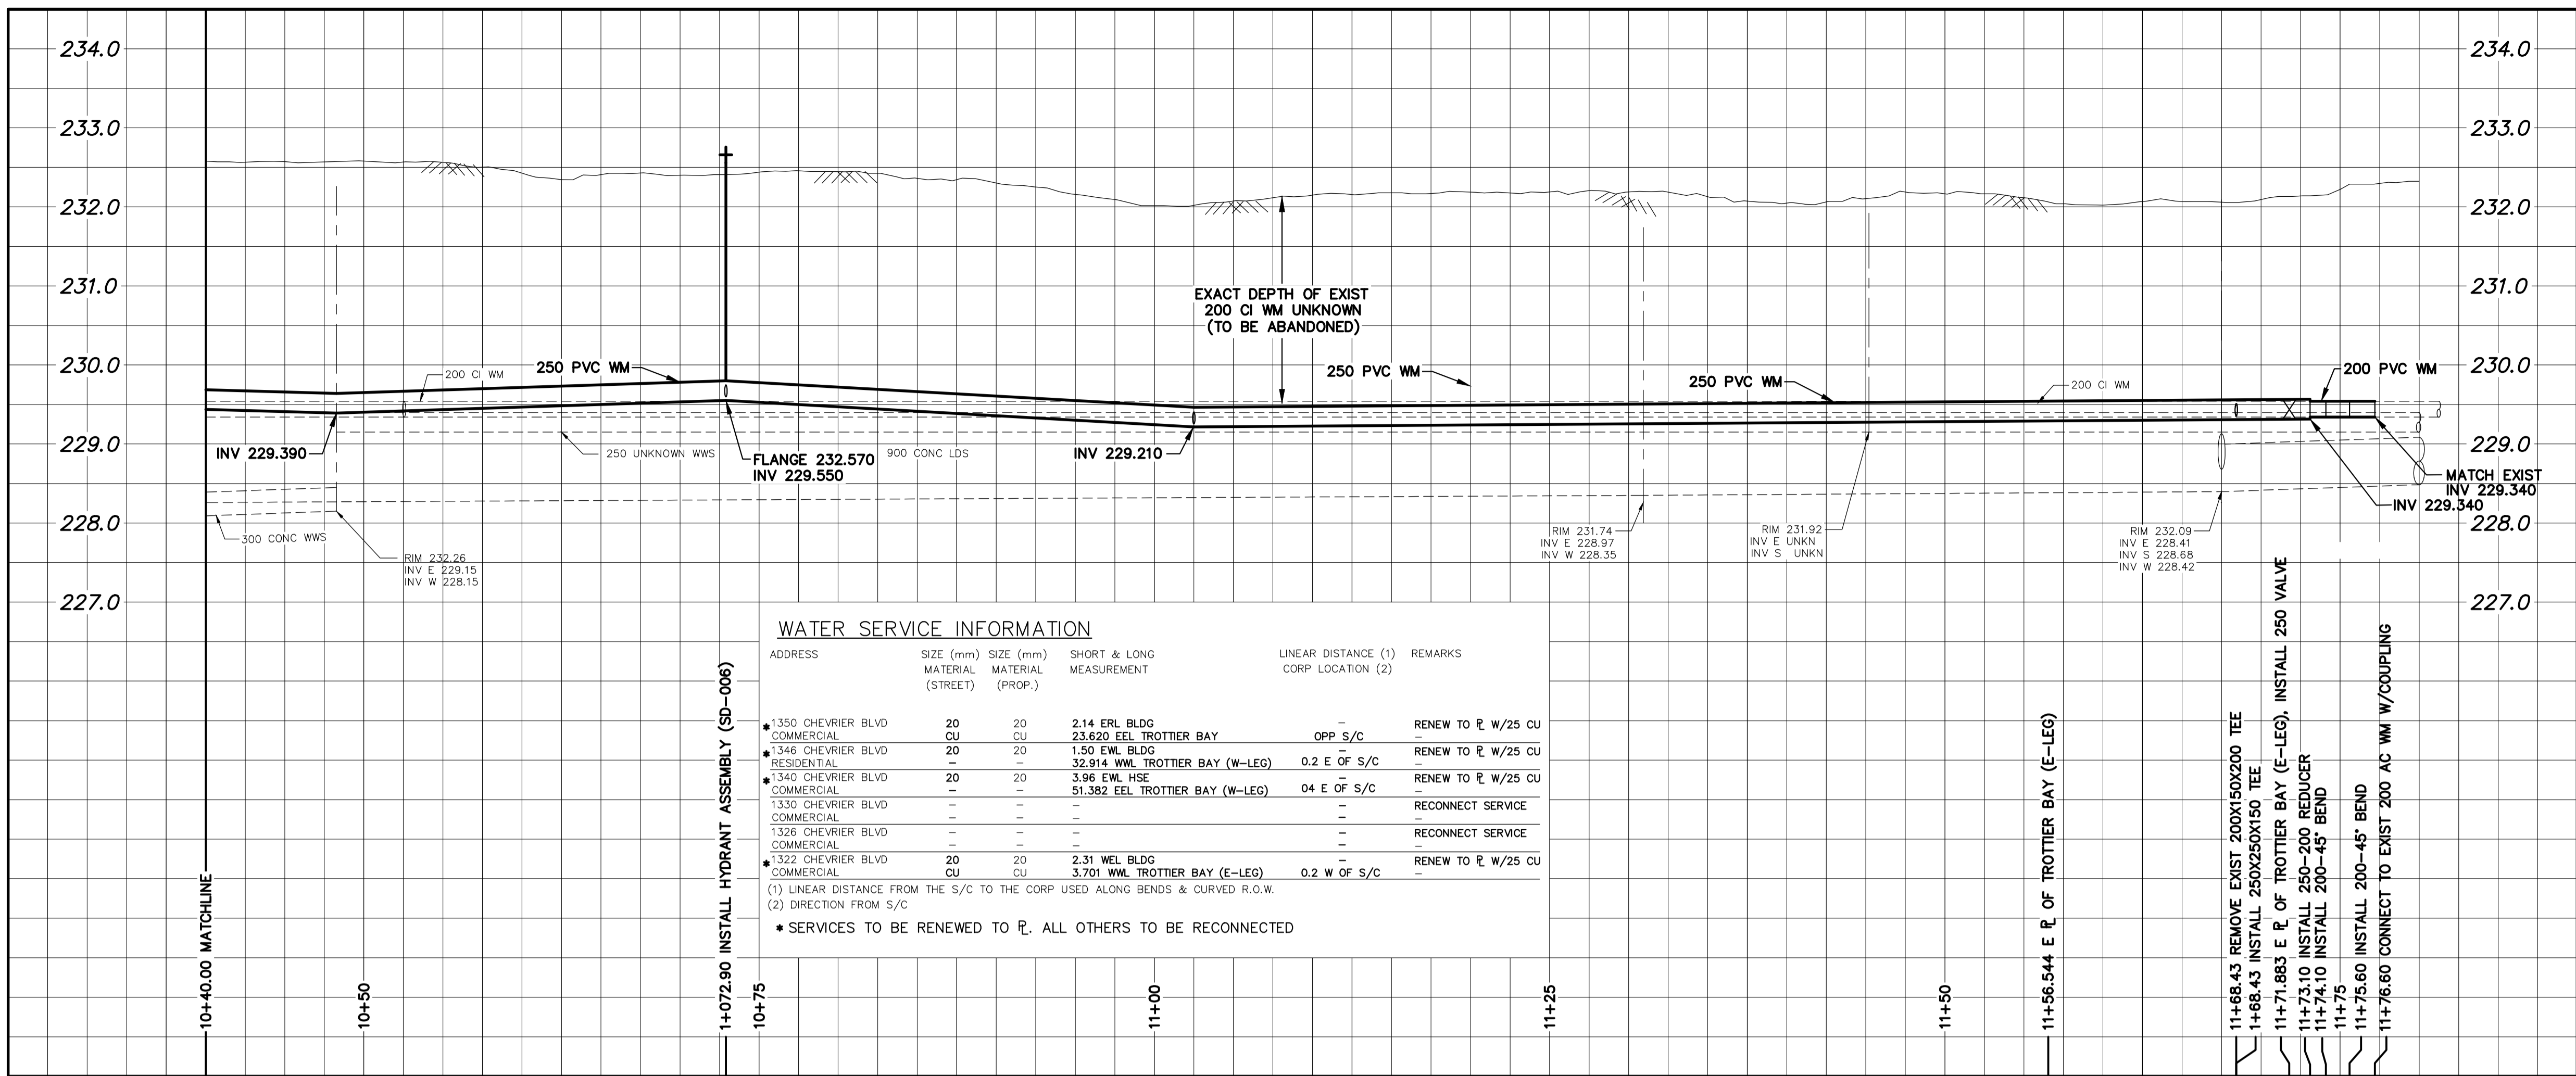 234.0
234.0
233.0
233.0
232.0
232.0
231.0
231.0
EXACT DEPTH OF EXIST
200 CI WM UNKNOWN
(TO BE ABANDONED)
230.0
230.0
200 CI WM
250 PVC WM
250 PVC WM
250 PVC WM
200 CI WM
200 PVC WM
229.0
229.0
INV 229.390
250 UNKNOWN WWS
FLANGE 232.570
INV 229.550
900 CONC LDS
INV 229.210
MATCH EXIST
INV 229.340
INV 229.340
228.0
228.0
300 CONC WWS
RIM 232.26
INV E 229.15
INV W 228.15
RIM 231.74
INV E 228.97
INV W 228.35
RIM 231.92
INV E UNKN
INV S UNKN
RIM 232.09
INV E 228.41
INV S 228.68
INV W 228.42
227.0
227.0
WATER SERVICE INFORMATION
ADDRESS SIZE (mm) SIZE (mm) SHORT & LONG LINEAR DISTANCE (1) REMARKS
MATERIAL MATERIAL MEASUREMENT CORP LOCATION (2)
(STREET) (PROP.)
*1350 CHEVRIER BLVD 20 20 2.14 ERL BLDG – RENEW TO ℄ W/25 CU
COMMERCIAL CU CU 23.620 EEL TROTTIER BAY OPP S/C –
*1346 CHEVRIER BLVD 20 20 1.50 EWL BLDG – RENEW TO ℄ W/25 CU
RESIDENTIAL – – 32.914 WWL TROTTIER BAY (W-LEG) 0.2 E OF S/C –
*1340 CHEVRIER BLVD 20 20 3.96 EWL HSE – RENEW TO ℄ W/25 CU
COMMERCIAL – – 51.382 EEL TROTTIER BAY (W-LEG) 04 E OF S/C –
1330 CHEVRIER BLVD – – – – RECONNECT SERVICE
COMMERCIAL – – – – –
1326 CHEVRIER BLVD – – – – RECONNECT SERVICE
COMMERCIAL – – – – –
*1322 CHEVRIER BLVD 20 20 2.31 WEL BLDG – RENEW TO PL W/25 CU
COMMERCIAL CU CU 3.701 WWL TROTTIER BAY (E-LEG) 0.2 W OF S/C –
(1) LINEAR DISTANCE FROM THE S/C TO THE CORP USED ALONG BENDS & CURVED R.O.W.
(2) DIRECTION FROM S/C
* SERVICES TO BE RENEWED TO PL. ALL OTHERS TO BE RECONNECTED
10+40.00 MATCHLINE
10+50
1+072.90 INSTALL HYDRANT ASSEMBLY (SD-006)
10+75
11+00
11+25
11+50
11+56.544 E PL OF TROTTIER BAY (E-LEG)
11+68.43 REMOVE EXIST 200X150X200 TEE
1+68.43 INSTALL 250X250X150 TEE
11+71.883 E PL OF TROTTIER BAY (E-LEG), INSTALL 250 VALVE
11+73.10 INSTALL 250-200 REDUCER
11+74.10 INSTALL 200-45° BEND
11+75
11+75.60 INSTALL 200-45° BEND
11+76.60 CONNECT TO EXIST 200 AC WM W/COUPLING